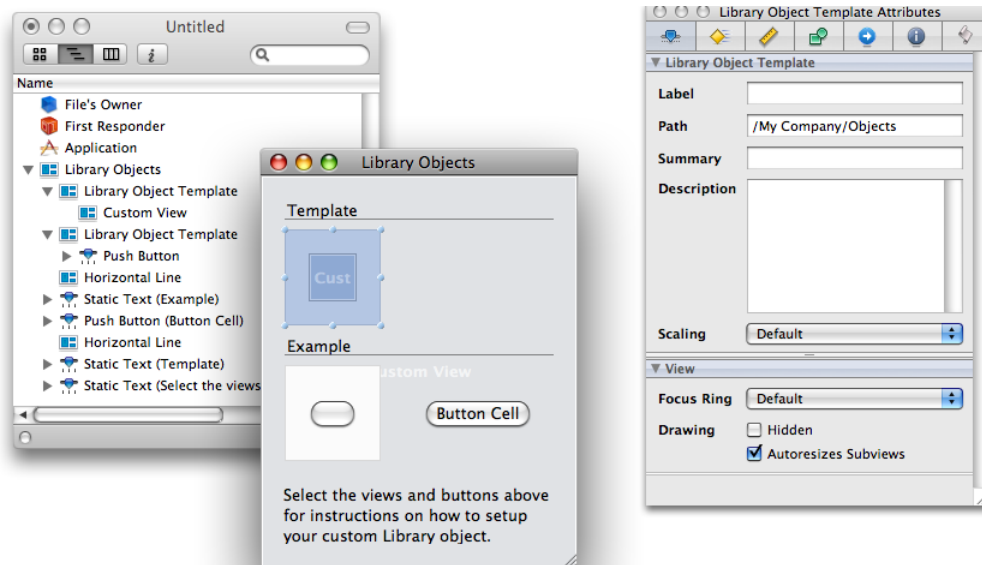 Untitled
Name
File's Owner
First Responder
Application
Library Objects
Library Object Template
Custom View
Library Object Template
Push Button
Horizontal Line
Static Text (Example)
Push Button (Button Cell)
Horizontal Line
Static Text (Template)
Static Text (Select the views
Library Objects
Template
Cust
Example
ustom View
Button Cell
Select the views and buttons above
for instructions on how to setup
your custom Library object.
Library Object Template Attributes
Library Object Template
Label
Path /My Company/Objects
Summary
Description
Scaling Default
View
Focus Ring Default
Drawing Hidden
Autoresizes Subviews